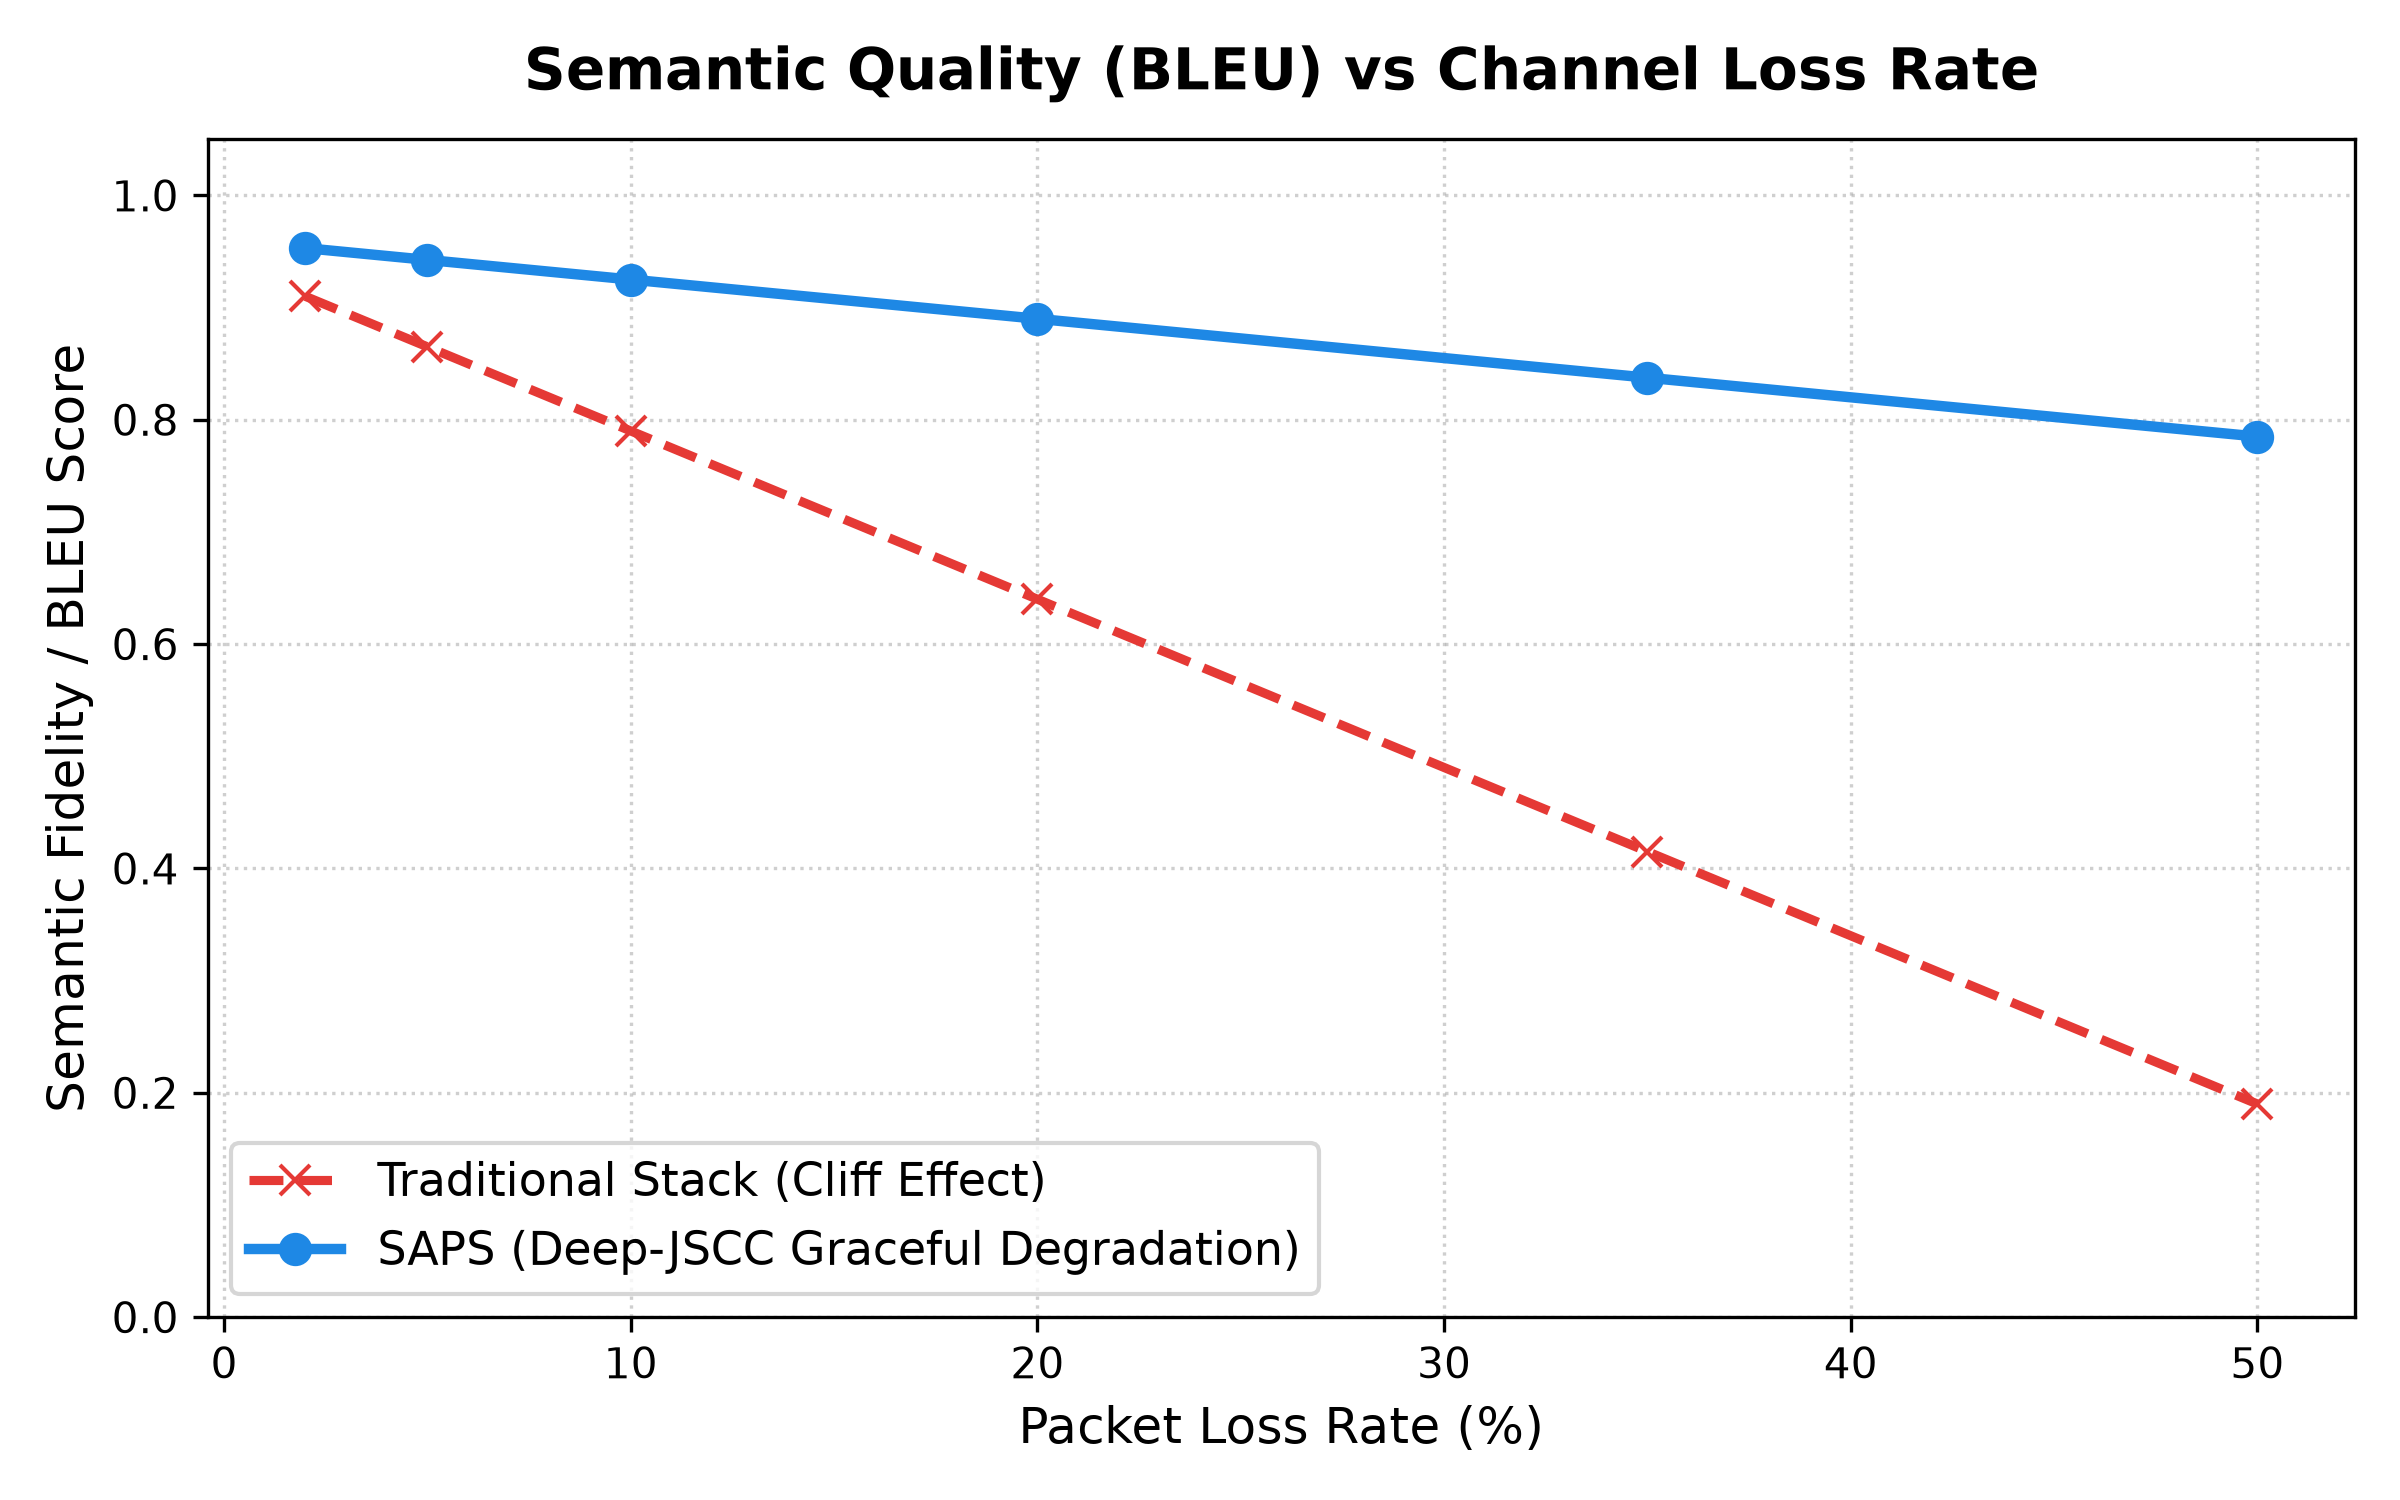 Semantic Quality (BLEU) vs Channel Loss Rate
Semantic Fidelity / BLEU Score
1.0
0.8
0.6
0.4
0.2
0.0
Traditional Stack (Cliff Effect)
SAPS (Deep-JSCC Graceful Degradation)
0 10 20 30 40 50
Packet Loss Rate (%)